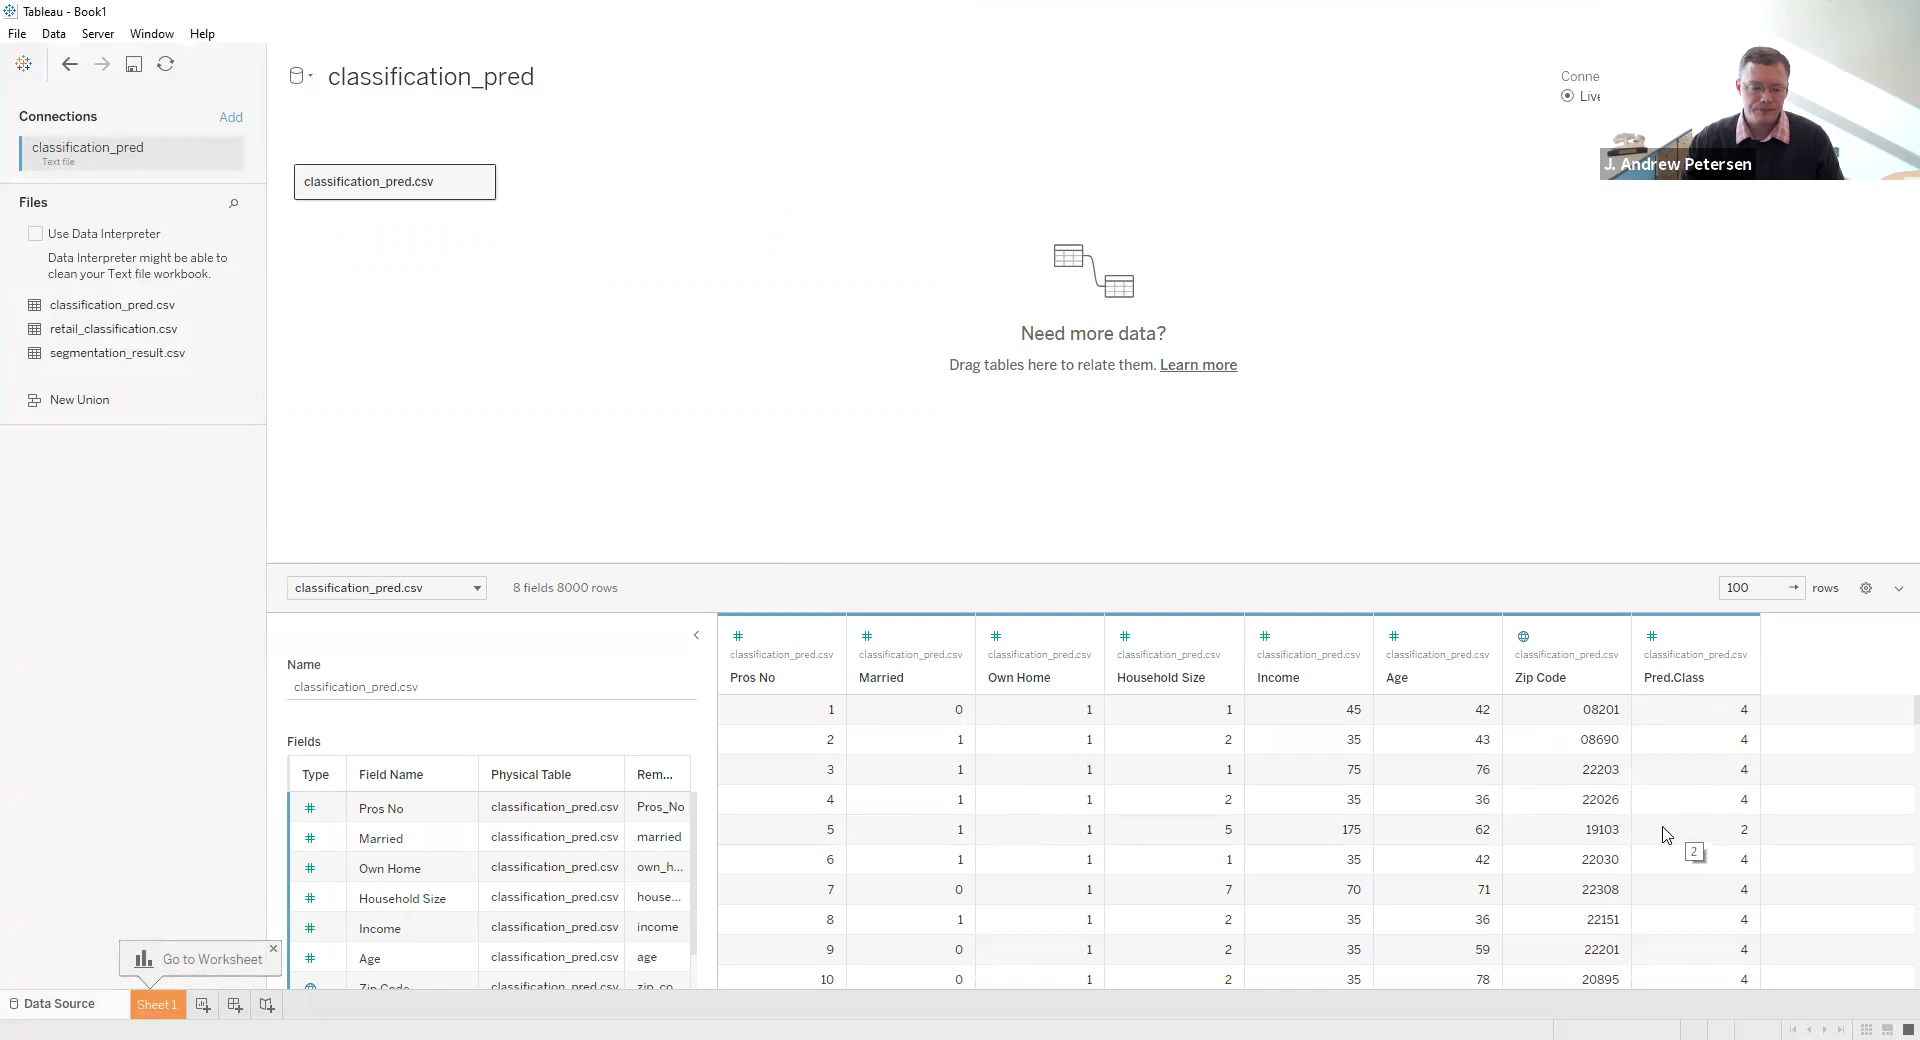 Tableau - Book1
File Data Server Window Help
Connections Add
classification_pred
Text file
Files
Use Data Interpreter
Data Interpreter might be able to
clean your Text file workbook.
classification_pred.csv
retail_classification.csv
segmentation_result.csv
New Union
classification_pred
Conne
Live
J. Andrew Petersen
classification_pred.csv
Need more data?
Drag tables here to relate them. Learn more
classification_pred.csv 8 fields 8000 rows 100 rows
Name
classification_pred.csv
Fields
Type Field Name Physical Table Rem...
# Pros No classification_pred.csv Pros_No
# Married classification_pred.csv married
# Own Home classification_pred.csv own_h...
# Household Size classification_pred.csv house...
# Income classification_pred.csv income
# Age classification_pred.csv age
Zip Code classification_pred.csv zip_co
# # # # # # #
classification_pred.csv classification_pred.csv classification_pred.csv classification_pred.csv classification_pred.csv classification_pred.csv classification_pred.csv classification_pred.csv
Pros No Married Own Home Household Size Income Age Zip Code Pred.Class
1 0 1 1 45 42 08201 4
2 1 1 2 35 43 08690 4
3 1 1 1 75 76 22203 4
4 1 1 2 35 36 22026 4
5 1 1 5 175 62 19103 2
2
6 1 1 1 35 42 22030 4
7 0 1 7 70 71 22308 4
8 1 1 2 35 36 22151 4
9 0 1 2 35 59 22201 4
10 0 1 2 35 78 20895 4
Go to Worksheet
Data Source Sheet 1